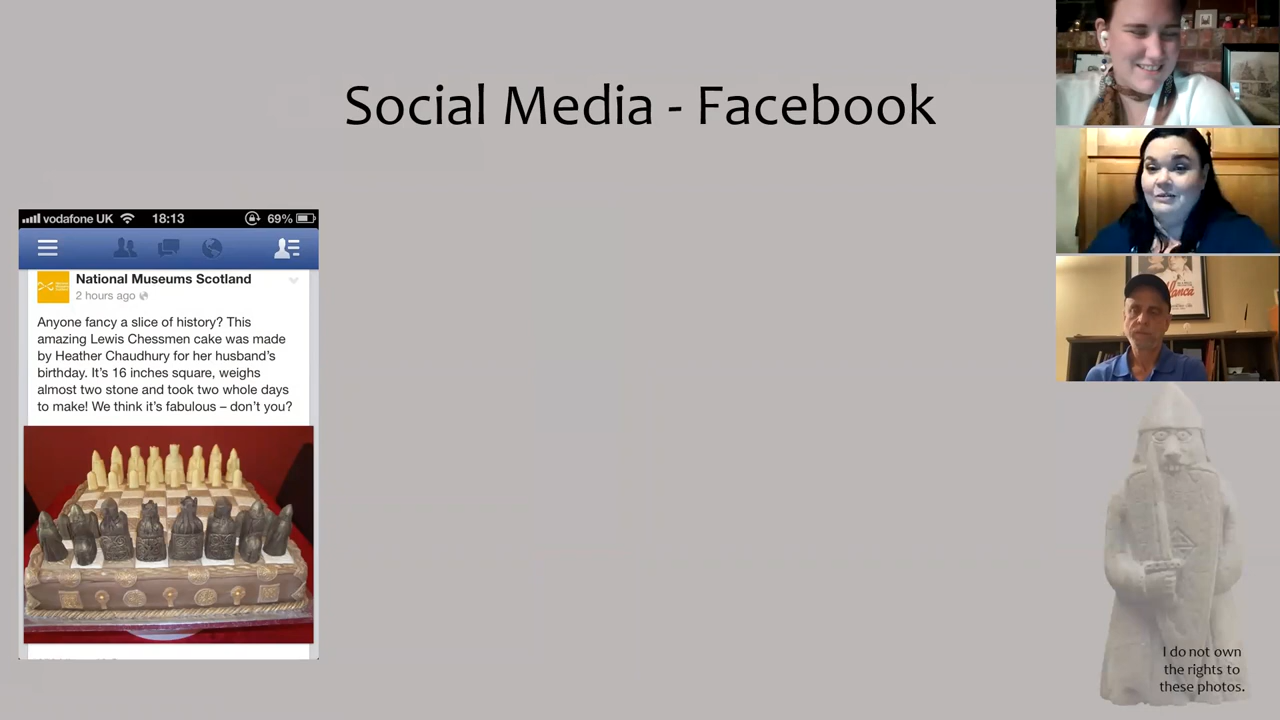 Social Media - Facebook
vodafone UK 18:13 69%
National Museums Scotland
2 hours ago
Anyone fancy a slice of history? This
amazing Lewis Chessmen cake was made
by Heather Chaudhury for her husband's
birthday. It's 16 inches square, weighs
almost two stone and took two whole days
to make! We think it's fabulous – don't you?
I do not own
the rights to
these photos.